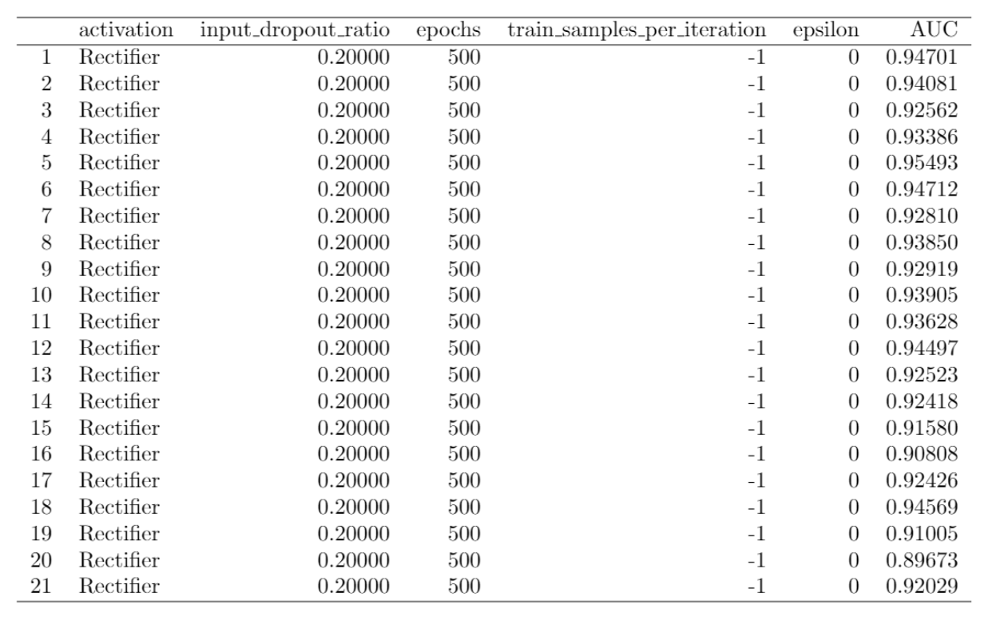 activation input_dropout_ratio epochs train_samples_per_iteration epsilon AUC
1 Rectifier 0.20000 500 -1 0 0.94701
2 Rectifier 0.20000 500 -1 0 0.94081
3 Rectifier 0.20000 500 -1 0 0.92562
4 Rectifier 0.20000 500 -1 0 0.93386
5 Rectifier 0.20000 500 -1 0 0.95493
6 Rectifier 0.20000 500 -1 0 0.94712
7 Rectifier 0.20000 500 -1 0 0.92810
8 Rectifier 0.20000 500 -1 0 0.93850
9 Rectifier 0.20000 500 -1 0 0.92919
10 Rectifier 0.20000 500 -1 0 0.93905
11 Rectifier 0.20000 500 -1 0 0.93628
12 Rectifier 0.20000 500 -1 0 0.94497
13 Rectifier 0.20000 500 -1 0 0.92523
14 Rectifier 0.20000 500 -1 0 0.92418
15 Rectifier 0.20000 500 -1 0 0.91580
16 Rectifier 0.20000 500 -1 0 0.90808
17 Rectifier 0.20000 500 -1 0 0.92426
18 Rectifier 0.20000 500 -1 0 0.94569
19 Rectifier 0.20000 500 -1 0 0.91005
20 Rectifier 0.20000 500 -1 0 0.89673
21 Rectifier 0.20000 500 -1 0 0.92029